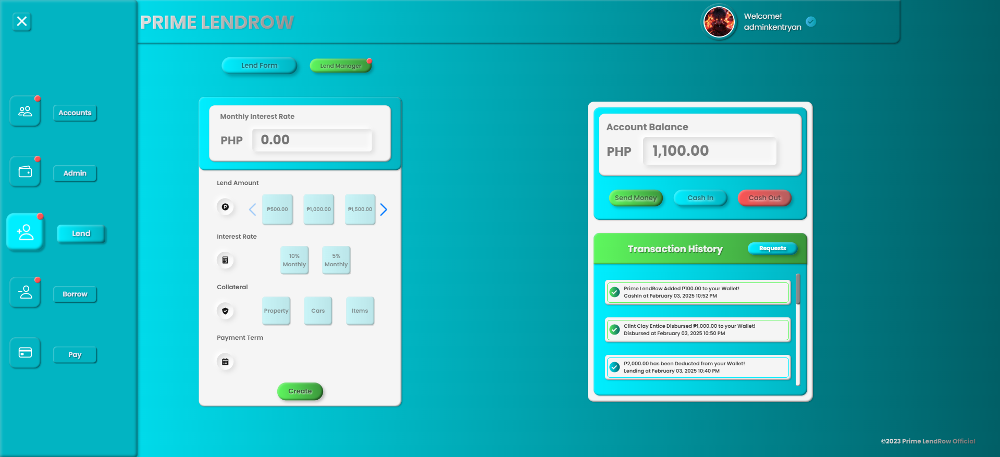 PRIME LENDROW
Welcome!
adminkentryan
Accounts
Admin
Lend
Borrow
Pay
Lend Form
Lend Manager
Monthly Interest Rate
PHP 0.00
Lend Amount
₱500.00 ₱1,000.00 ₱1,500.00
Interest Rate
10% Monthly
5% Monthly
Collateral
Property Cars Items
Payment Term
Create
Account Balance
PHP 1,100.00
Send Money Cash In Cash Out
Transaction History Requests
Prime LendRow Added ₱100.00 to your Wallet!
CashIn at February 03, 2025 10:52 PM
Clint Clay Entice Disbursed ₱1,000.00 to your Wallet!
Disbursed at February 03, 2025 10:50 PM
₱2,000.00 has been Deducted from your Wallet!
Lending at February 03, 2025 10:40 PM
©2023 Prime LendRow Official